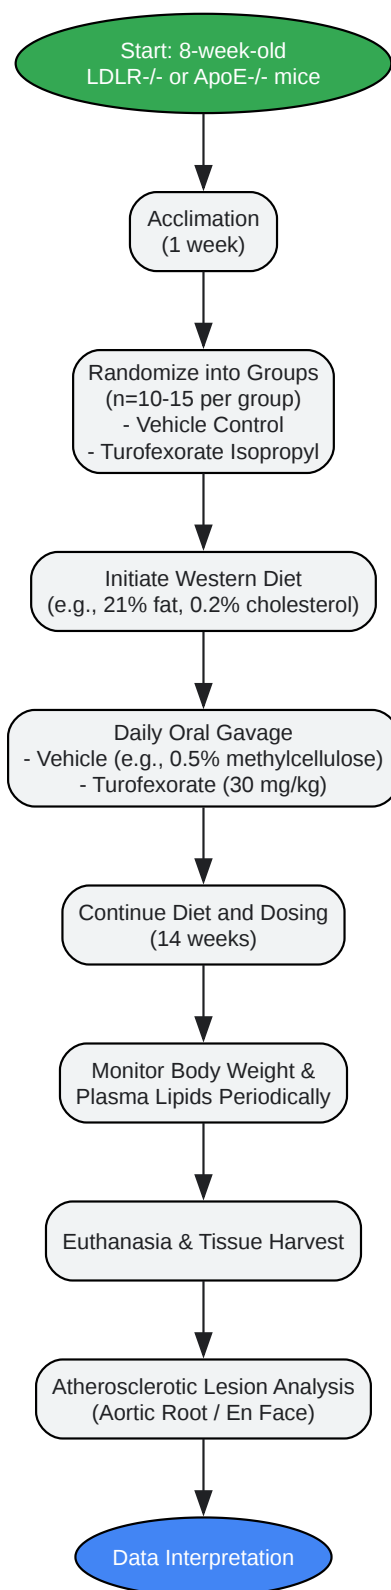 Start: 8-week-old
LDLR-/- or ApoE-/- mice
Acclimation
(1 week)
Randomize into Groups
(n=10-15 per group)
- Vehicle Control
- Turofexorate Isopropyl
Initiate Western Diet
(e.g., 21% fat, 0.2% cholesterol)
Daily Oral Gavage
- Vehicle (e.g., 0.5% methylcellulose)
- Turofexorate (30 mg/kg)
Continue Diet and Dosing
(14 weeks)
Monitor Body Weight &
Plasma Lipids Periodically
Euthanasia & Tissue Harvest
Atherosclerotic Lesion Analysis
(Aortic Root / En Face)
Data Interpretation